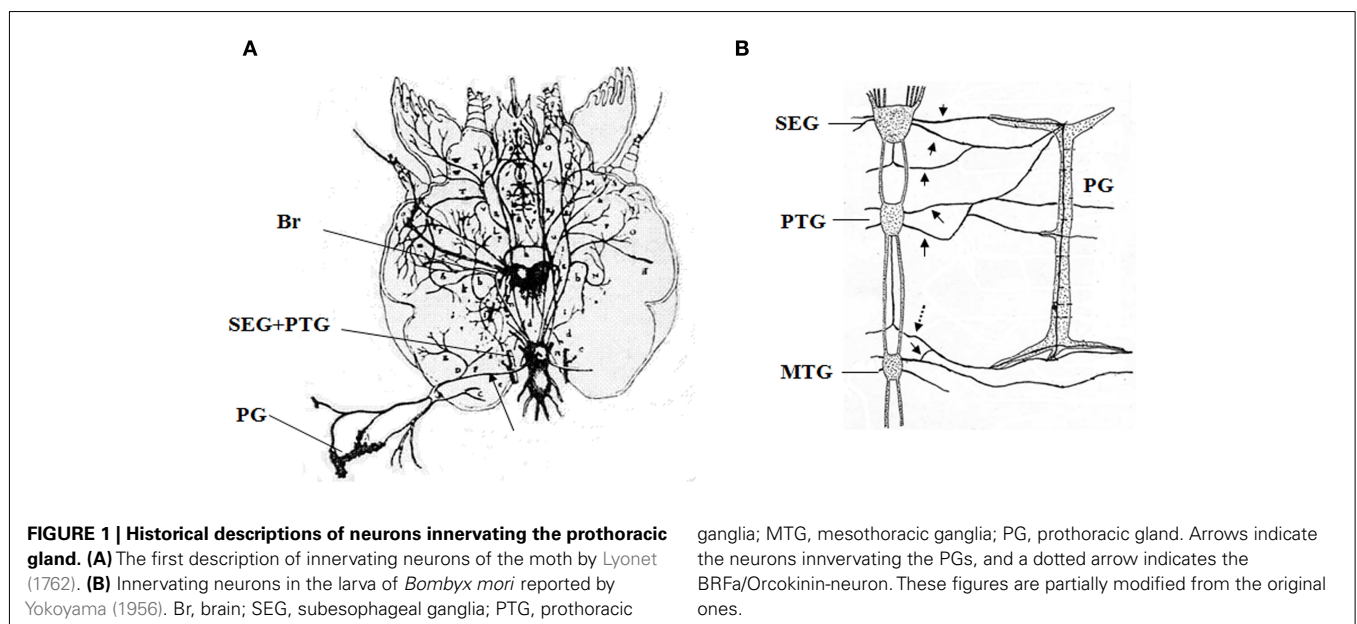 A
Br
SEG+PTG
PG
B
SEG
PTG
PG
MTG
FIGURE 1 | Historical descriptions of neurons innervating the prothoracic
gland. (A) The first description of innervating neurons of the moth by Lyonet
(1762). (B) Innervating neurons in the larva of Bombyx mori reported by
Yokoyama (1956). Br, brain; SEG, subesophageal ganglia; PTG, prothoracic
ganglia; MTG, mesothoracic ganglia; PG, prothoracic gland. Arrows indicate
the neurons innvervating the PGs, and a dotted arrow indicates the
BRFa/Orcokinin-neuron. These figures are partially modified from the original
ones.